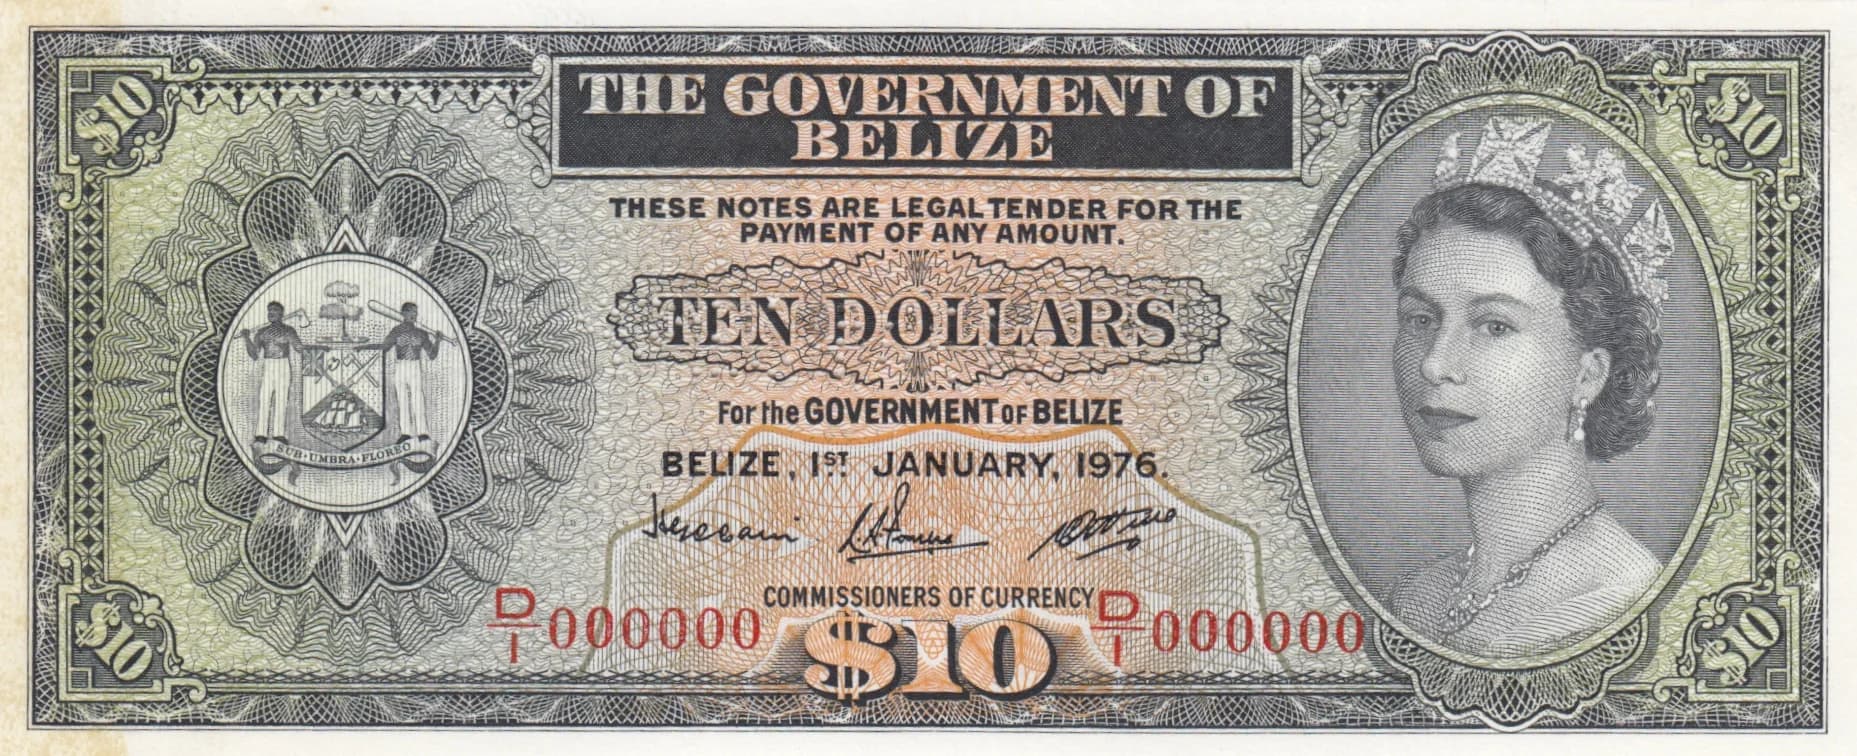 $10
$10
THE GOVERNMENT OF
BELIZE
THESE NOTES ARE LEGAL TENDER FOR THE
PAYMENT OF ANY AMOUNT.
TEN DOLLARS
For the GOVERNMENT OF BELIZE
SUB·UMBRA·FLOREO
BELIZE, 1ST JANUARY, 1976.
COMMISSIONERS OF CURRENCY
D/1 000000
D/1 000000
$10
$10
$10